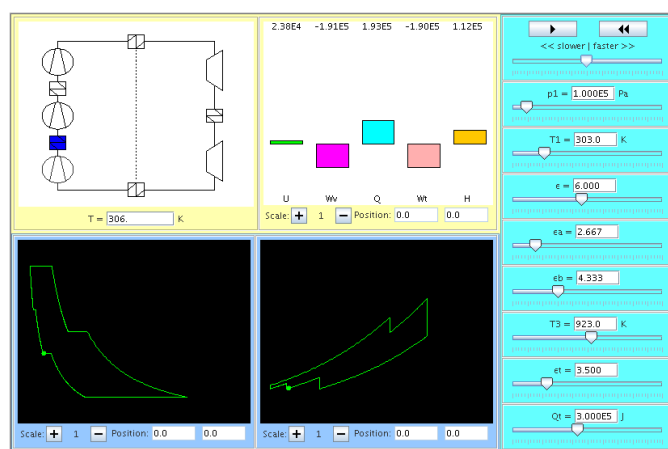 2.38E4 -1.91E5 1.93E5 -1.90E5 1.12E5
U Wv Q Wt H
Scale: + 1 − Position: 0.0 0.0
T = 306. K
<< slower | faster >>
p1 = 1.000E5 Pa
T1 = 303.0 K
ϵ = 6.000
ϵa = 2.667
ϵb = 4.333
T3 = 923.0 K
ϵt = 3.500
Qt = 3.000E5 J
Scale: + 1 − Position: 0.0 0.0
Scale: + 1 − Position: 0.0 0.0